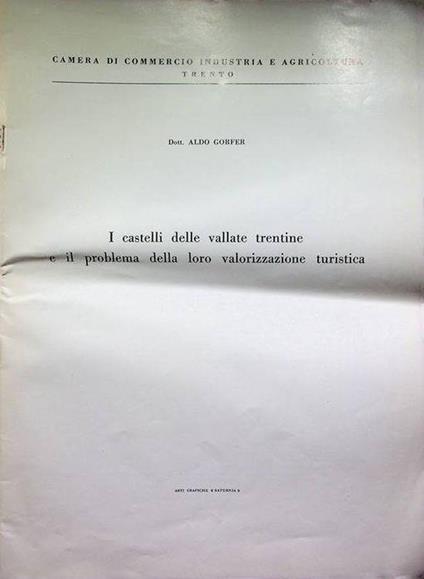 CAMERA DI COMMERCIO INDUSTRIA E AGRICOLTURA
TRENTO
Dott. ALDO GORFER
I castelli delle vallate trentine
e il problema della loro valorizzazione turistica
ARTI GRAFICHE « SATURNIA »